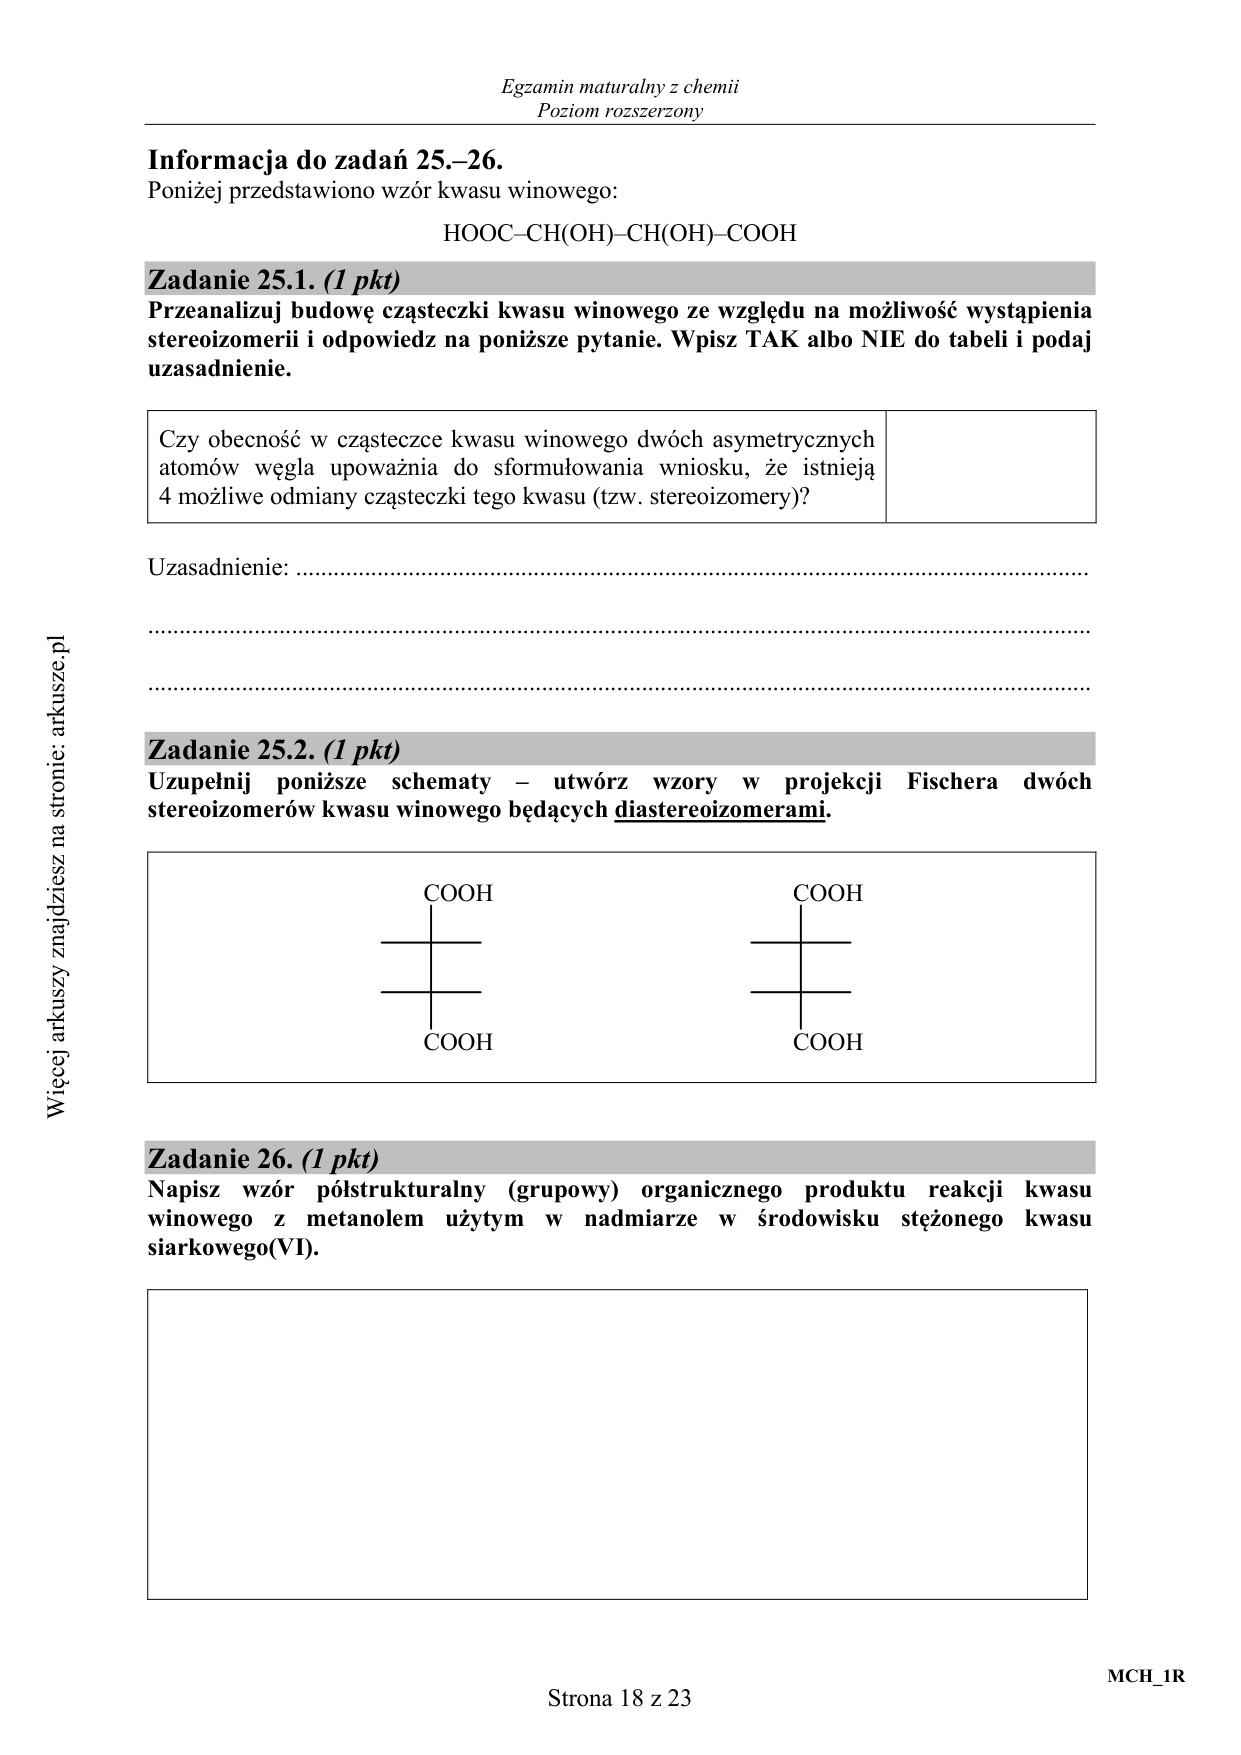 Egzamin maturalny z chemii
Poziom rozszerzony
Informacja do zadań 25.–26.
Poniżej przedstawiono wzór kwasu winowego:
HOOC–CH(OH)–CH(OH)–COOH
Zadanie 25.1. (1 pkt)
Przeanalizuj budowę cząsteczki kwasu winowego ze względu na możliwość wystąpienia
stereoizomerii i odpowiedz na poniższe pytanie. Wpisz TAK albo NIE do tabeli i podaj
uzasadnienie.
Czy obecność w cząsteczce kwasu winowego dwóch asymetrycznych
atomów węgla upoważnia do sformułowania wniosku, że istnieją
4 możliwe odmiany cząsteczki tego kwasu (tzw. stereoizomery)?
Uzasadnienie: ...............................................................................................................................
......................................................................................................................................................
......................................................................................................................................................
Zadanie 25.2. (1 pkt)
Uzupełnij poniższe schematy – utwórz wzory w projekcji Fischera dwóch
stereoizomerów kwasu winowego będących diastereoizomerami.
COOH COOH
COOH COOH
Zadanie 26. (1 pkt)
Napisz wzór półstrukturalny (grupowy) organicznego produktu reakcji kwasu
winowego z metanolem użytym w nadmiarze w środowisku stężonego kwasu
siarkowego(VI).
Więcej arkuszy znajdziesz na stronie: arkusze.pl
MCH_1R
Strona 18 z 23